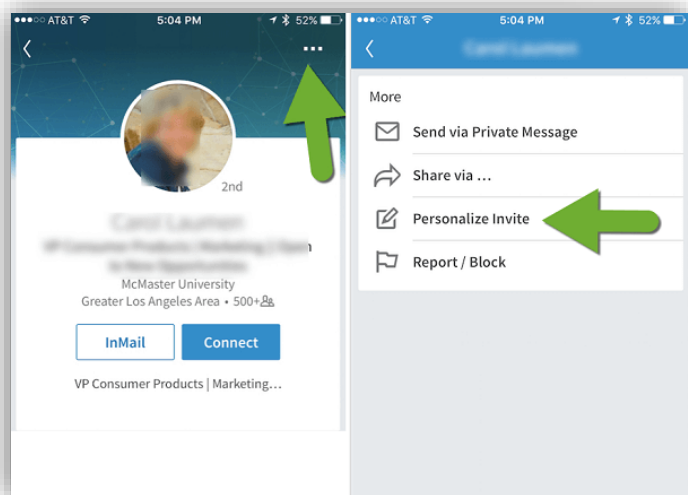 AT&T 5:04 PM 52%
2nd
McMaster University
Greater Los Angeles Area • 500+
InMail Connect
VP Consumer Products | Marketing...
AT&T 5:04 PM 52%
More
Send via Private Message
Share via ...
Personalize Invite
Report / Block